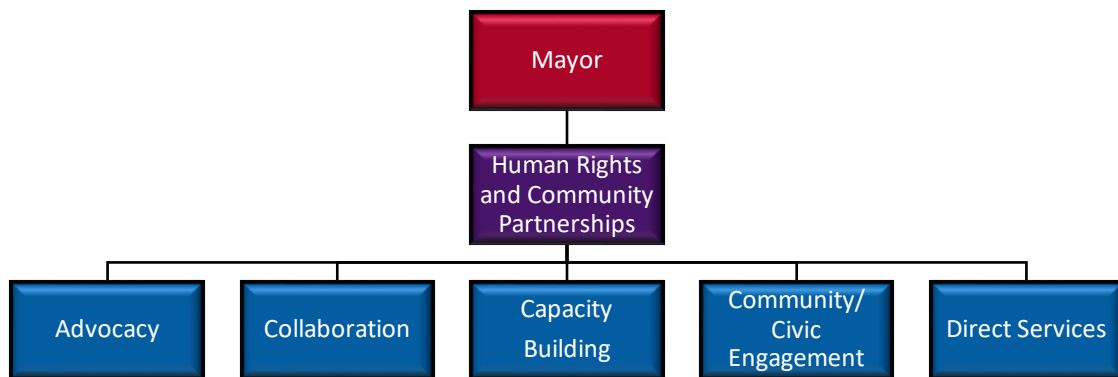 Mayor
Human Rights
and Community
Partnerships
Advocacy
Collaboration
Capacity
Building
Community/
Civic
Engagement
Direct Services